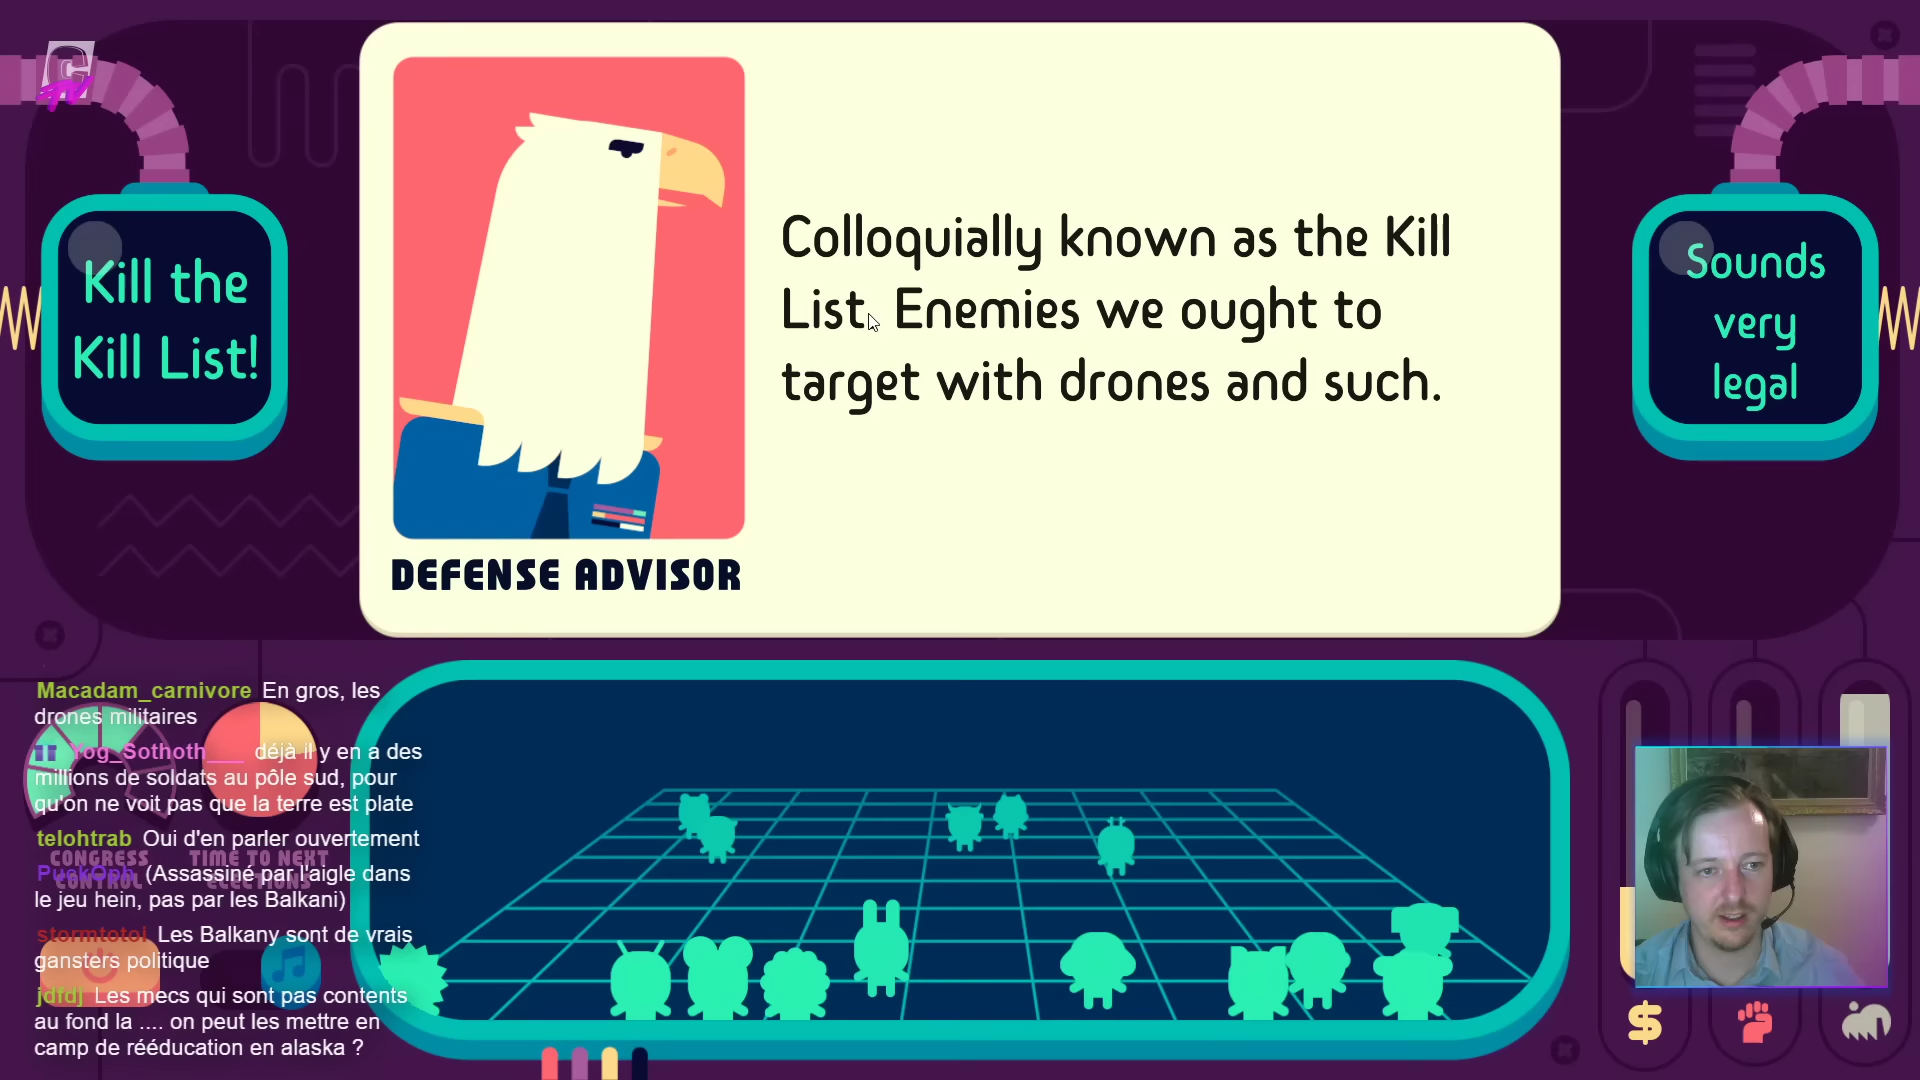 Kill the
Kill List!
Colloquially known as the Kill
List. Enemies we ought to
target with drones and such.
Sounds
very
legal
DEFENSE ADVISOR
Macadam_carnivore En gros, les
drones militaires
Yog_Sothoth___ déjà il y en a des
millions de soldats au pôle sud, pour
qu'on ne voit pas que la terre est plate
telohtrab Oui d'en parler ouvertement
CONGRESS
CONTROL
TIME TO NEXT
ELECTIONS
PuckOph (Assassiné par l'aigle dans
le jeu hein, pas par les Balkani)
stormtotoi Les Balkany sont de vrais
gansters politique
jdfdj Les mecs qui sont pas contents
au fond la .... on peut les mettre en
camp de rééducation en alaska ?
$